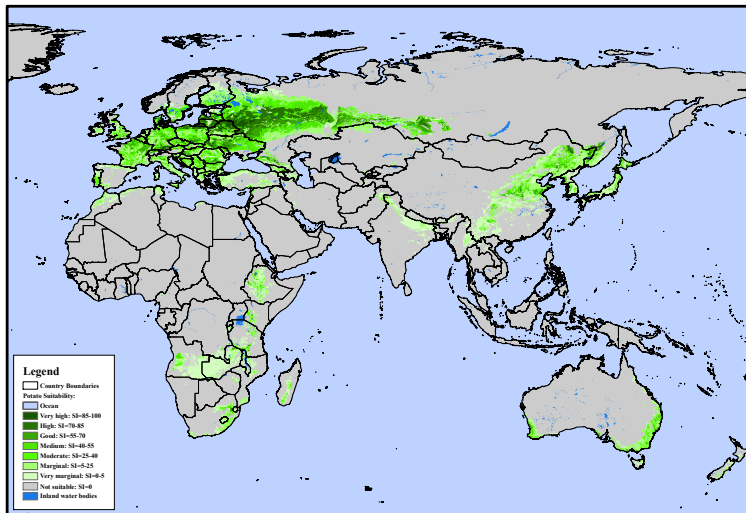 Legend
Country Boundaries
Potato Suitability:
Ocean
Very high: SI=85-100
High: SI=70-85
Good: SI=55-70
Medium: SI=40-55
Moderate: SI=25-40
Marginal: SI=5-25
Very marginal: SI=0-5
Not suitable: SI=0
Inland water bodies